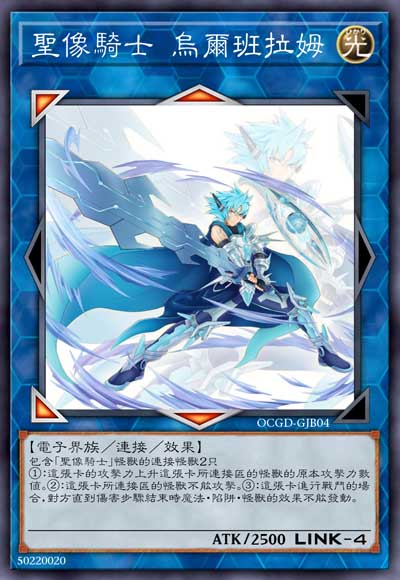 聖像騎士 烏爾班拉姆
光
OCGD-GJB04
【電子界族／連接／效果】
包含「聖像騎士」怪獸的連接怪獸2只
①:這張卡的攻擊力上升這張卡所連接區的怪獸的原本攻擊力數
值。②:這張卡所連接區的怪獸不能攻擊。③:這張卡進行戰鬥的場
合,對方直到傷害步驟結束時魔法・陷阱・怪獸的效果不能發動。
ATK/2500 LINK-4
50220020